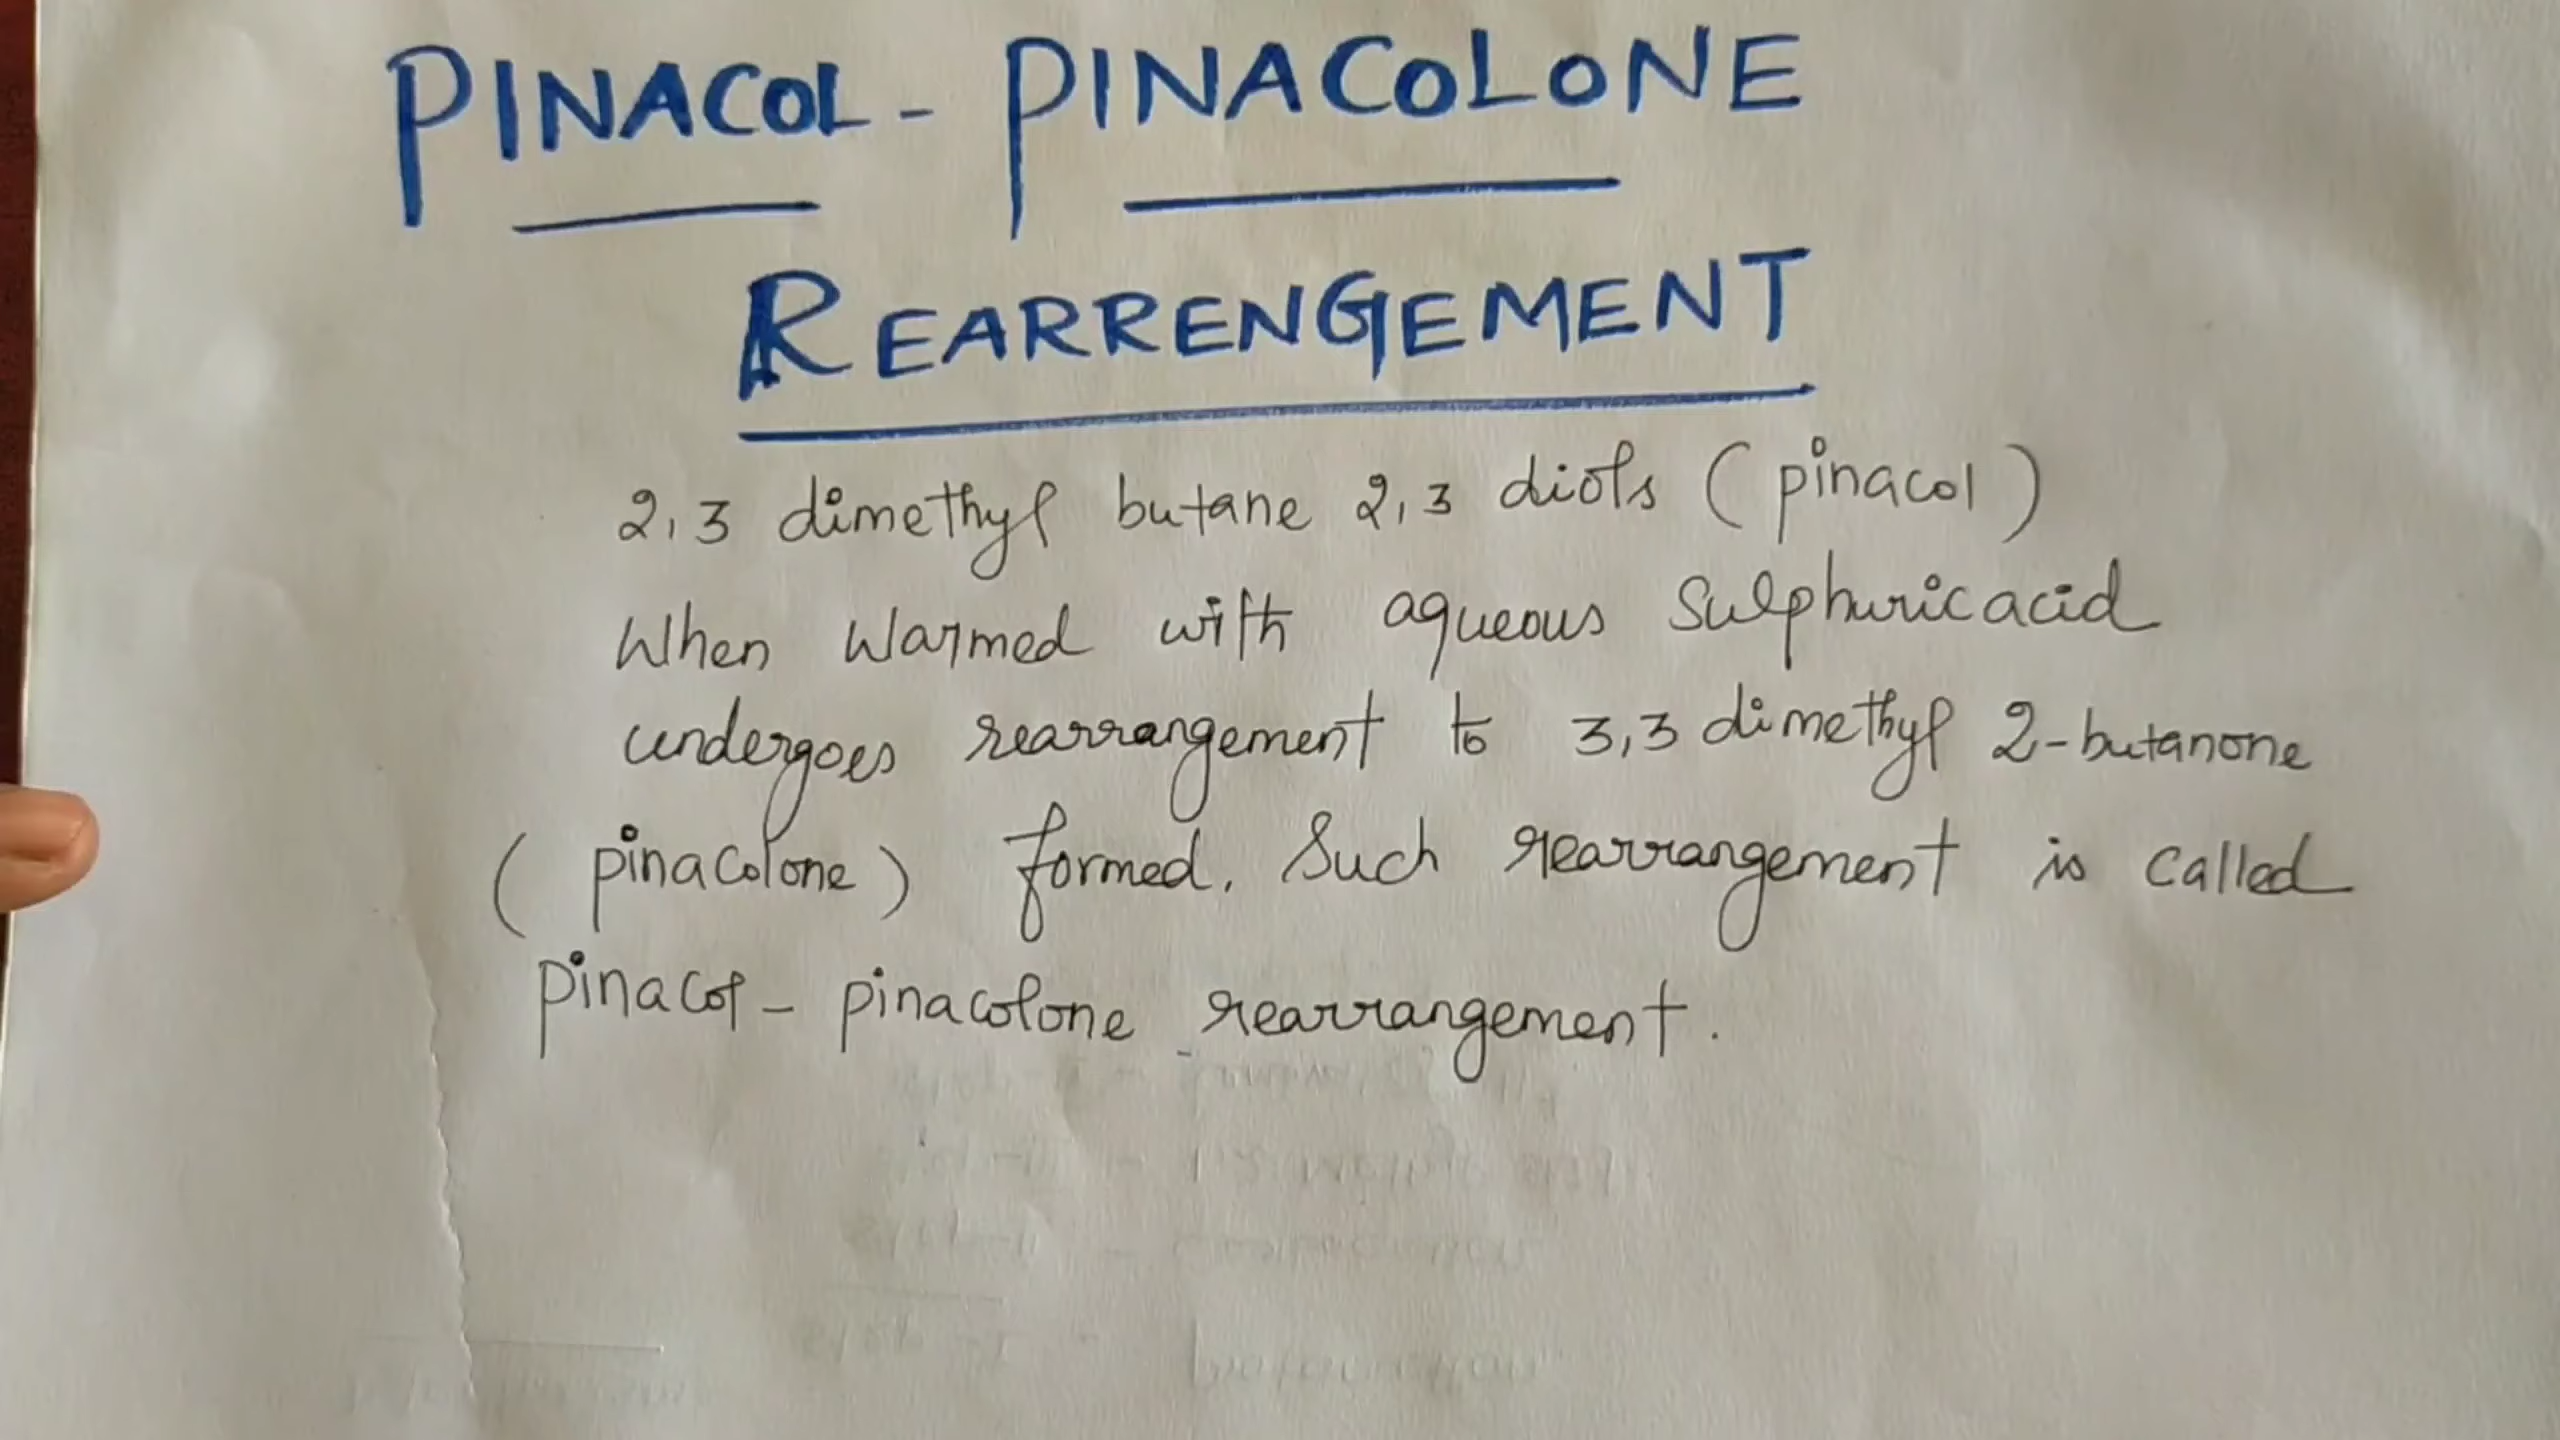 PINACOL - PINACOLONE
REARRENGEMENT
2,3 dimethyl butane 2,3 diols (pinacol)
When warmed with aqueous Sulphuric acid
undergoes rearrangement to 3,3 dimethyl 2-butanone
(pinacolone) formed. Such rearrangement is called
pinacol - pinacolone rearrangement.